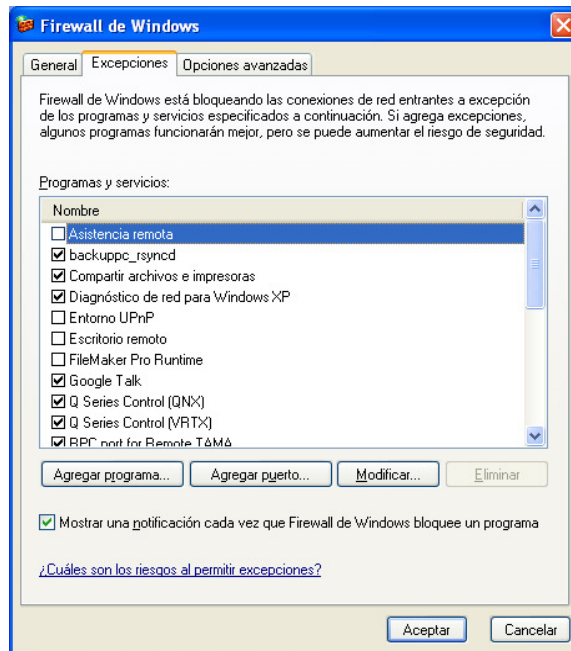 Firewall de Windows
General Excepciones Opciones avanzadas
Firewall de Windows está bloqueando las conexiones de red entrantes a excepción
de los programas y servicios especificados a continuación. Si agrega excepciones,
algunos programas funcionarán mejor, pero se puede aumentar el riesgo de seguridad.
Programas y servicios:
Nombre
Asistencia remota
backuppc_rsyncd
Compartir archivos e impresoras
Diagnóstico de red para Windows XP
Entorno UPnP
Escritorio remoto
FileMaker Pro Runtime
Google Talk
Q Series Control (QNX)
Q Series Control (VRTX)
RPC port for Remote TAMA
Agregar programa... Agregar puerto... Modificar... Eliminar
Mostrar una notificación cada vez que Firewall de Windows bloquee un programa
¿Cuáles son los riesgos al permitir excepciones?
Aceptar Cancelar